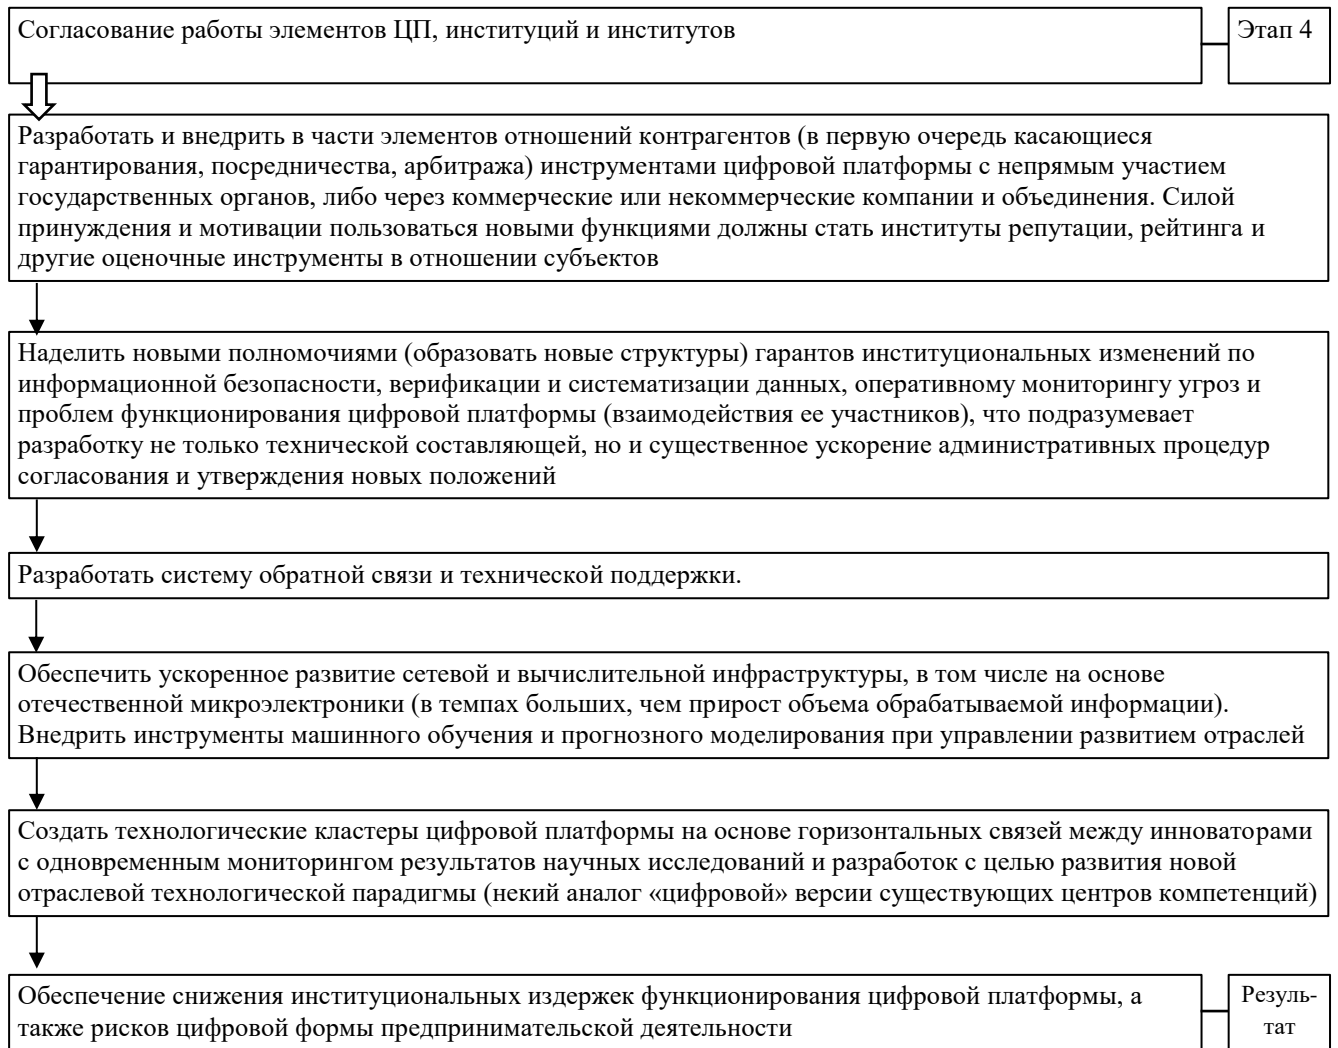 Согласование работы элементов ЦП, институций и институтов
Этап 4
Разработать и внедрить в части элементов отношений контрагентов (в первую очередь касающиеся
гарантирования, посредничества, арбитража) инструментами цифровой платформы с непрямым участием
государственных органов, либо через коммерческие или некоммерческие компании и объединения. Силой
принуждения и мотивации пользоваться новыми функциями должны стать институты репутации, рейтинга и
другие оценочные инструменты в отношении субъектов
Наделить новыми полномочиями (образовать новые структуры) гарантов институциональных изменений по
информационной безопасности, верификации и систематизации данных, оперативному мониторингу угроз и
проблем функционирования цифровой платформы (взаимодействия ее участников), что подразумевает
разработку не только технической составляющей, но и существенное ускорение административных процедур
согласования и утверждения новых положений
Разработать систему обратной связи и технической поддержки.
Обеспечить ускоренное развитие сетевой и вычислительной инфраструктуры, в том числе на основе
отечественной микроэлектроники (в темпах больших, чем прирост объема обрабатываемой информации).
Внедрить инструменты машинного обучения и прогнозного моделирования при управлении развитием отраслей
Создать технологические кластеры цифровой платформы на основе горизонтальных связей между инноваторами
с одновременным мониторингом результатов научных исследований и разработок с целью развития новой
отраслевой технологической парадигмы (некий аналог «цифровой» версии существующих центров компетенций)
Обеспечение снижения институциональных издержек функционирования цифровой платформы, а
также рисков цифровой формы предпринимательской деятельности
Резуль-
тат